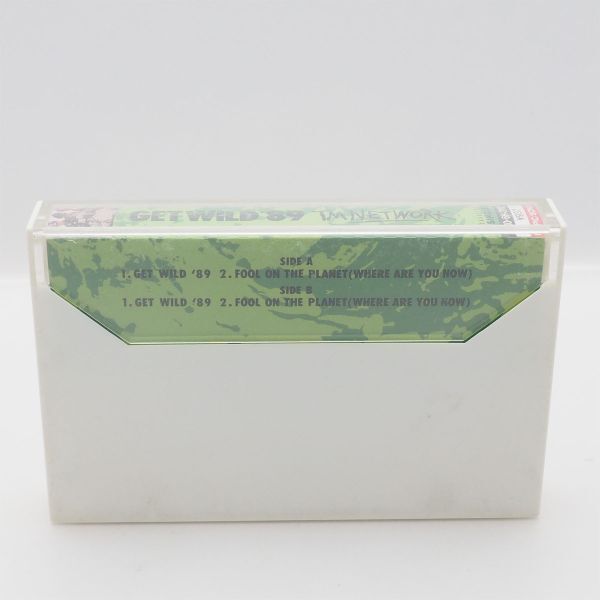 GET WILD '89 TM NETWORK
SIDE A
1. GET WILD '89 2. FOOL ON THE PLANET(WHERE ARE YOU NOW)
SIDE B
1. GET WILD '89 2. FOOL ON THE PLANET(WHERE ARE YOU NOW)